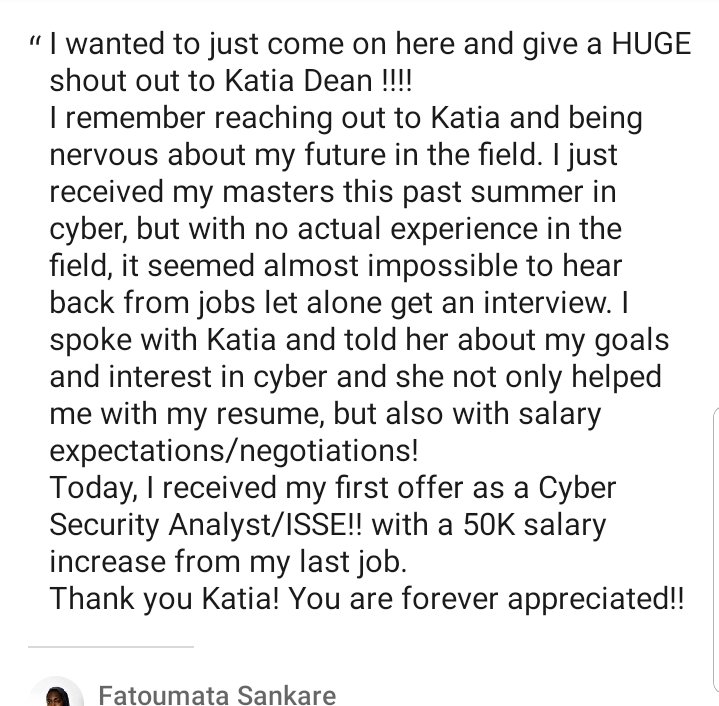 “ I wanted to just come on here and give a HUGE
shout out to Katia Dean !!!!
I remember reaching out to Katia and being
nervous about my future in the field. I just
received my masters this past summer in
cyber, but with no actual experience in the
field, it seemed almost impossible to hear
back from jobs let alone get an interview. I
spoke with Katia and told her about my goals
and interest in cyber and she not only helped
me with my resume, but also with salary
expectations/negotiations!
Today, I received my first offer as a Cyber
Security Analyst/ISSE!! with a 50K salary
increase from my last job.
Thank you Katia! You are forever appreciated!!
Fatoumata Sankare